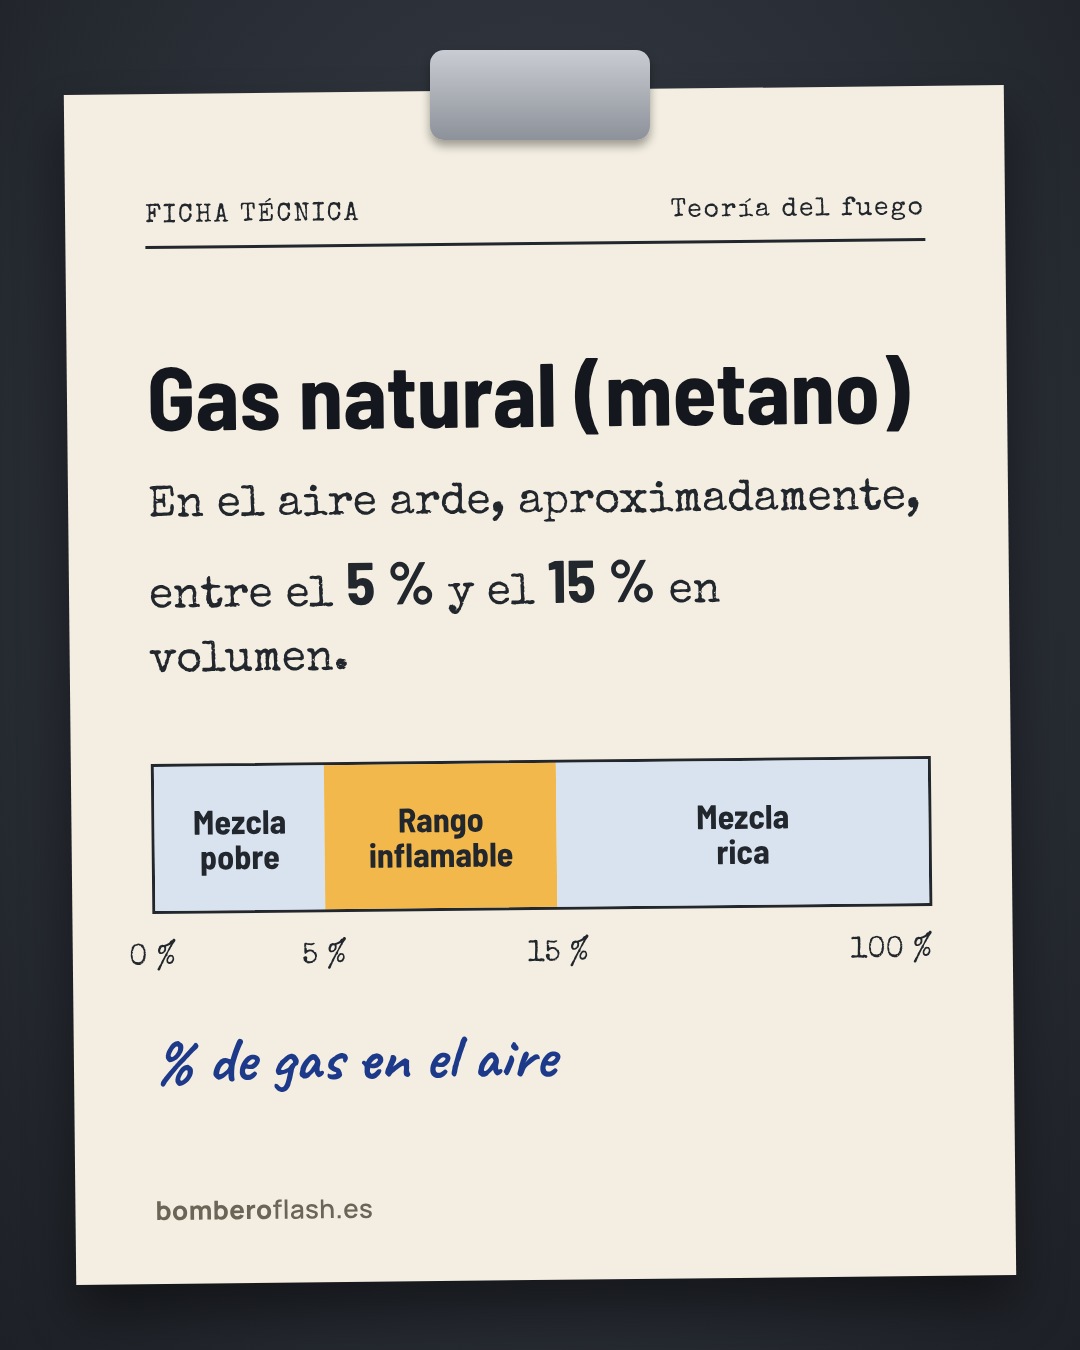 FICHA TÉCNICA
Teoría del fuego
Gas natural (metano)
En el aire arde, aproximadamente,
entre el 5 % y el 15 % en
volumen.
Mezcla
pobre
Rango
inflamable
Mezcla
rica
0 %
5 %
15 %
100 %
% de gas en el aire
bomberoflash.es